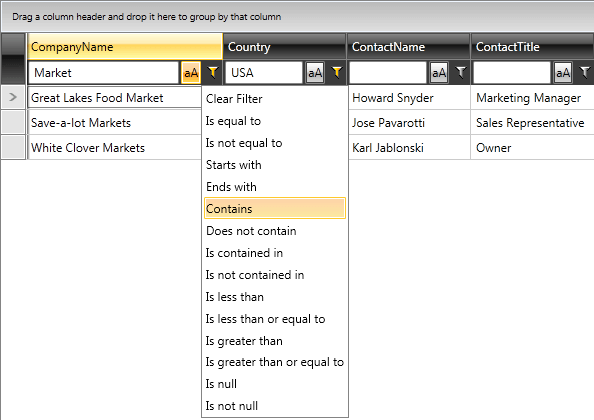 Drag a column header and drop it here to group by that column
CompanyName Country ContactName ContactTitle
Market aA USA aA aA aA
Great Lakes Food Market Howard Snyder Marketing Manager
Save-a-lot Markets Jose Pavarotti Sales Representative
White Clover Markets Karl Jablonski Owner
Clear Filter
Is equal to
Is not equal to
Starts with
Ends with
Contains
Does not contain
Is contained in
Is not contained in
Is less than
Is less than or equal to
Is greater than
Is greater than or equal to
Is null
Is not null